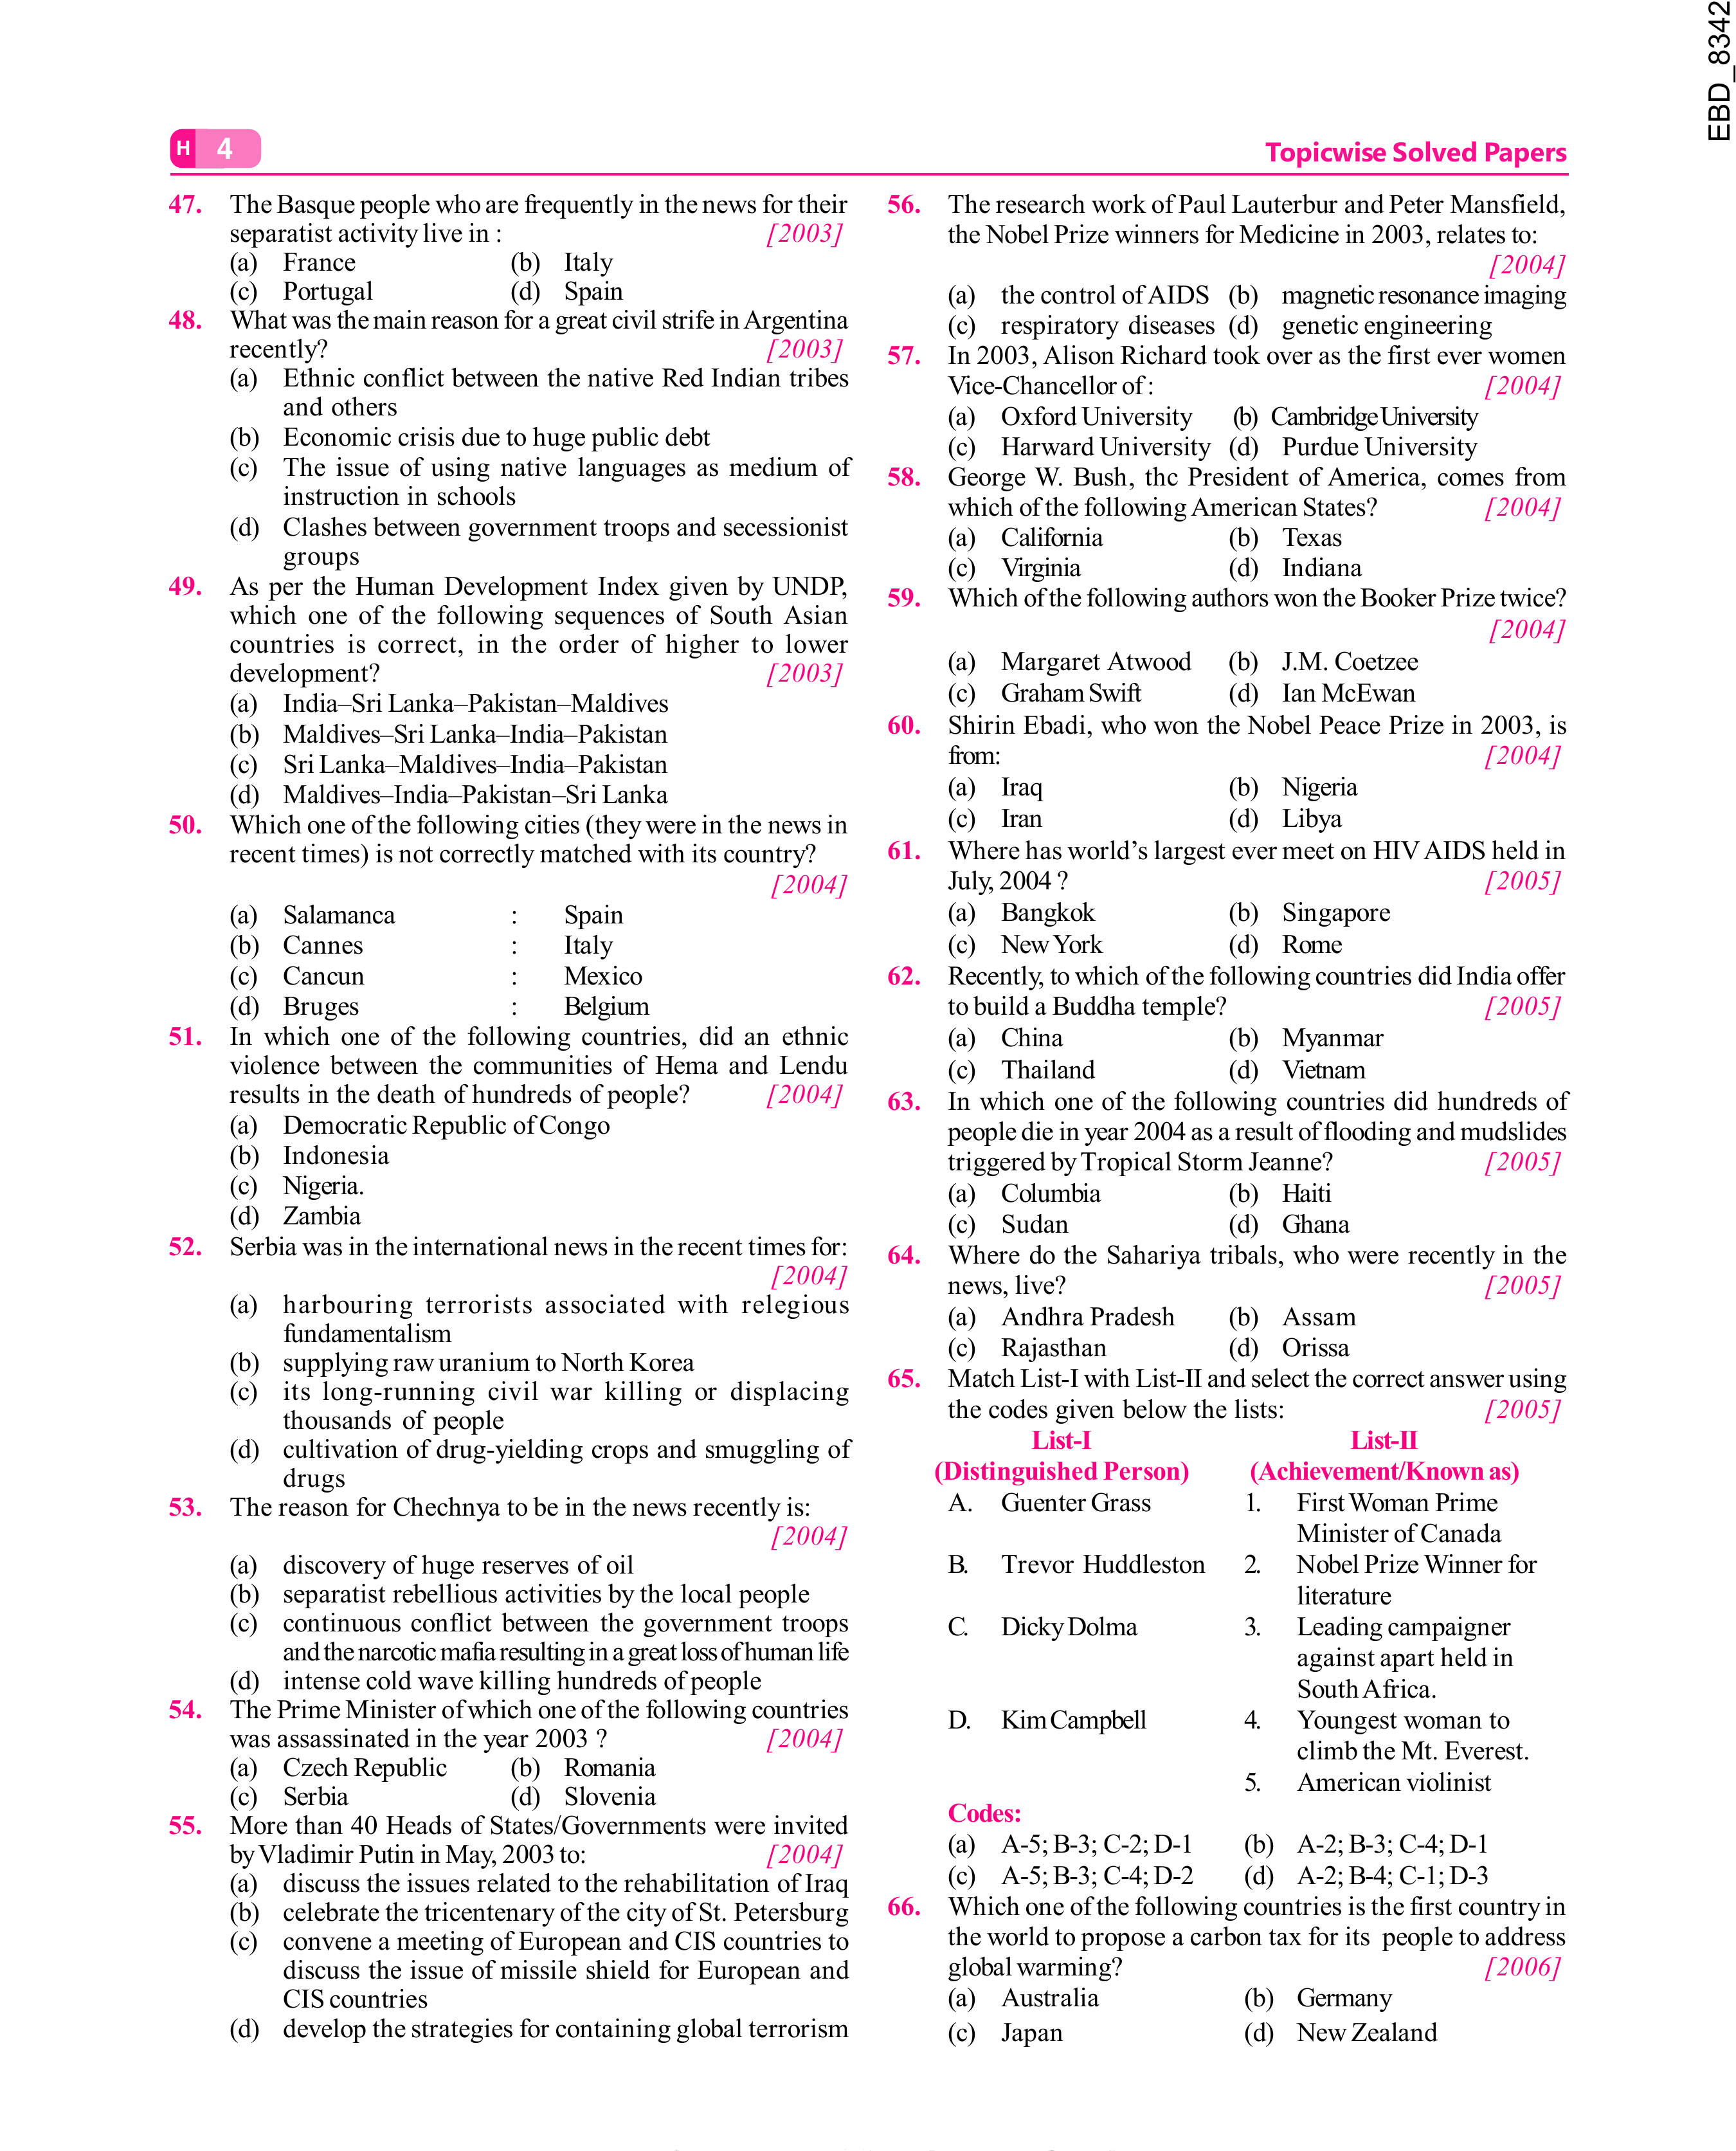 EBD_8342
H 4
Topicwise Solved Papers
47. The Basque people who are frequently in the news for their
separatist activity live in : [2003]
(a) France (b) Italy
(c) Portugal (d) Spain
48. What was the main reason for a great civil strife in Argentina
recently? [2003]
(a) Ethnic conflict between the native Red Indian tribes
and others
(b) Economic crisis due to huge public debt
(c) The issue of using native languages as medium of
instruction in schools
(d) Clashes between government troops and secessionist
groups
49. As per the Human Development Index given by UNDP,
which one of the following sequences of South Asian
countries is correct, in the order of higher to lower
development? [2003]
(a) India–Sri Lanka–Pakistan–Maldives
(b) Maldives–Sri Lanka–India–Pakistan
(c) Sri Lanka–Maldives–India–Pakistan
(d) Maldives–India–Pakistan–Sri Lanka
50. Which one of the following cities (they were in the news in
recent times) is not correctly matched with its country?
[2004]
(a) Salamanca : Spain
(b) Cannes : Italy
(c) Cancun : Mexico
(d) Bruges : Belgium
51. In which one of the following countries, did an ethnic
violence between the communities of Hema and Lendu
results in the death of hundreds of people? [2004]
(a) Democratic Republic of Congo
(b) Indonesia
(c) Nigeria.
(d) Zambia
52. Serbia was in the international news in the recent times for:
[2004]
(a) harbouring terrorists associated with relegious
fundamentalism
(b) supplying raw uranium to North Korea
(c) its long-running civil war killing or displacing
thousands of people
(d) cultivation of drug-yielding crops and smuggling of
drugs
53. The reason for Chechnya to be in the news recently is:
[2004]
(a) discovery of huge reserves of oil
(b) separatist rebellious activities by the local people
(c) continuous conflict between the government troops
and the narcotic mafia resulting in a great loss of human life
(d) intense cold wave killing hundreds of people
54. The Prime Minister of which one of the following countries
was assassinated in the year 2003 ? [2004]
(a) Czech Republic (b) Romania
(c) Serbia (d) Slovenia
55. More than 40 Heads of States/Governments were invited
by Vladimir Putin in May, 2003 to: [2004]
(a) discuss the issues related to the rehabilitation of Iraq
(b) celebrate the tricentenary of the city of St. Petersburg
(c) convene a meeting of European and CIS countries to
discuss the issue of missile shield for European and
CIS countries
(d) develop the strategies for containing global terrorism
56. The research work of Paul Lauterbur and Peter Mansfield,
the Nobel Prize winners for Medicine in 2003, relates to:
[2004]
(a) the control of AIDS (b) magnetic resonance imaging
(c) respiratory diseases (d) genetic engineering
57. In 2003, Alison Richard took over as the first ever women
Vice-Chancellor of : [2004]
(a) Oxford University (b) Cambridge University
(c) Harward University (d) Purdue University
58. George W. Bush, thc President of America, comes from
which of the following American States? [2004]
(a) California (b) Texas
(c) Virginia (d) Indiana
59. Which of the following authors won the Booker Prize twice?
[2004]
(a) Margaret Atwood (b) J.M. Coetzee
(c) Graham Swift (d) Ian McEwan
60. Shirin Ebadi, who won the Nobel Peace Prize in 2003, is
from: [2004]
(a) Iraq (b) Nigeria
(c) Iran (d) Libya
61. Where has world’s largest ever meet on HIV AIDS held in
July, 2004 ? [2005]
(a) Bangkok (b) Singapore
(c) New York (d) Rome
62. Recently, to which of the following countries did India offer
to build a Buddha temple? [2005]
(a) China (b) Myanmar
(c) Thailand (d) Vietnam
63. In which one of the following countries did hundreds of
people die in year 2004 as a result of flooding and mudslides
triggered by Tropical Storm Jeanne? [2005]
(a) Columbia (b) Haiti
(c) Sudan (d) Ghana
64. Where do the Sahariya tribals, who were recently in the
news, live? [2005]
(a) Andhra Pradesh (b) Assam
(c) Rajasthan (d) Orissa
65. Match List-I with List-II and select the correct answer using
the codes given below the lists: [2005]
List-I List-II
(Distinguished Person) (Achievement/Known as)
A. Guenter Grass 1. First Woman Prime
Minister of Canada
B. Trevor Huddleston 2. Nobel Prize Winner for
literature
C. Dicky Dolma 3. Leading campaigner
against apart held in
South Africa.
D. Kim Campbell 4. Youngest woman to
climb the Mt. Everest.
5. American violinist
Codes:
(a) A-5; B-3; C-2; D-1 (b) A-2; B-3; C-4; D-1
(c) A-5; B-3; C-4; D-2 (d) A-2; B-4; C-1; D-3
66. Which one of the following countries is the first country in
the world to propose a carbon tax for its people to address
global warming? [2006]
(a) Australia (b) Germany
(c) Japan (d) New Zealand